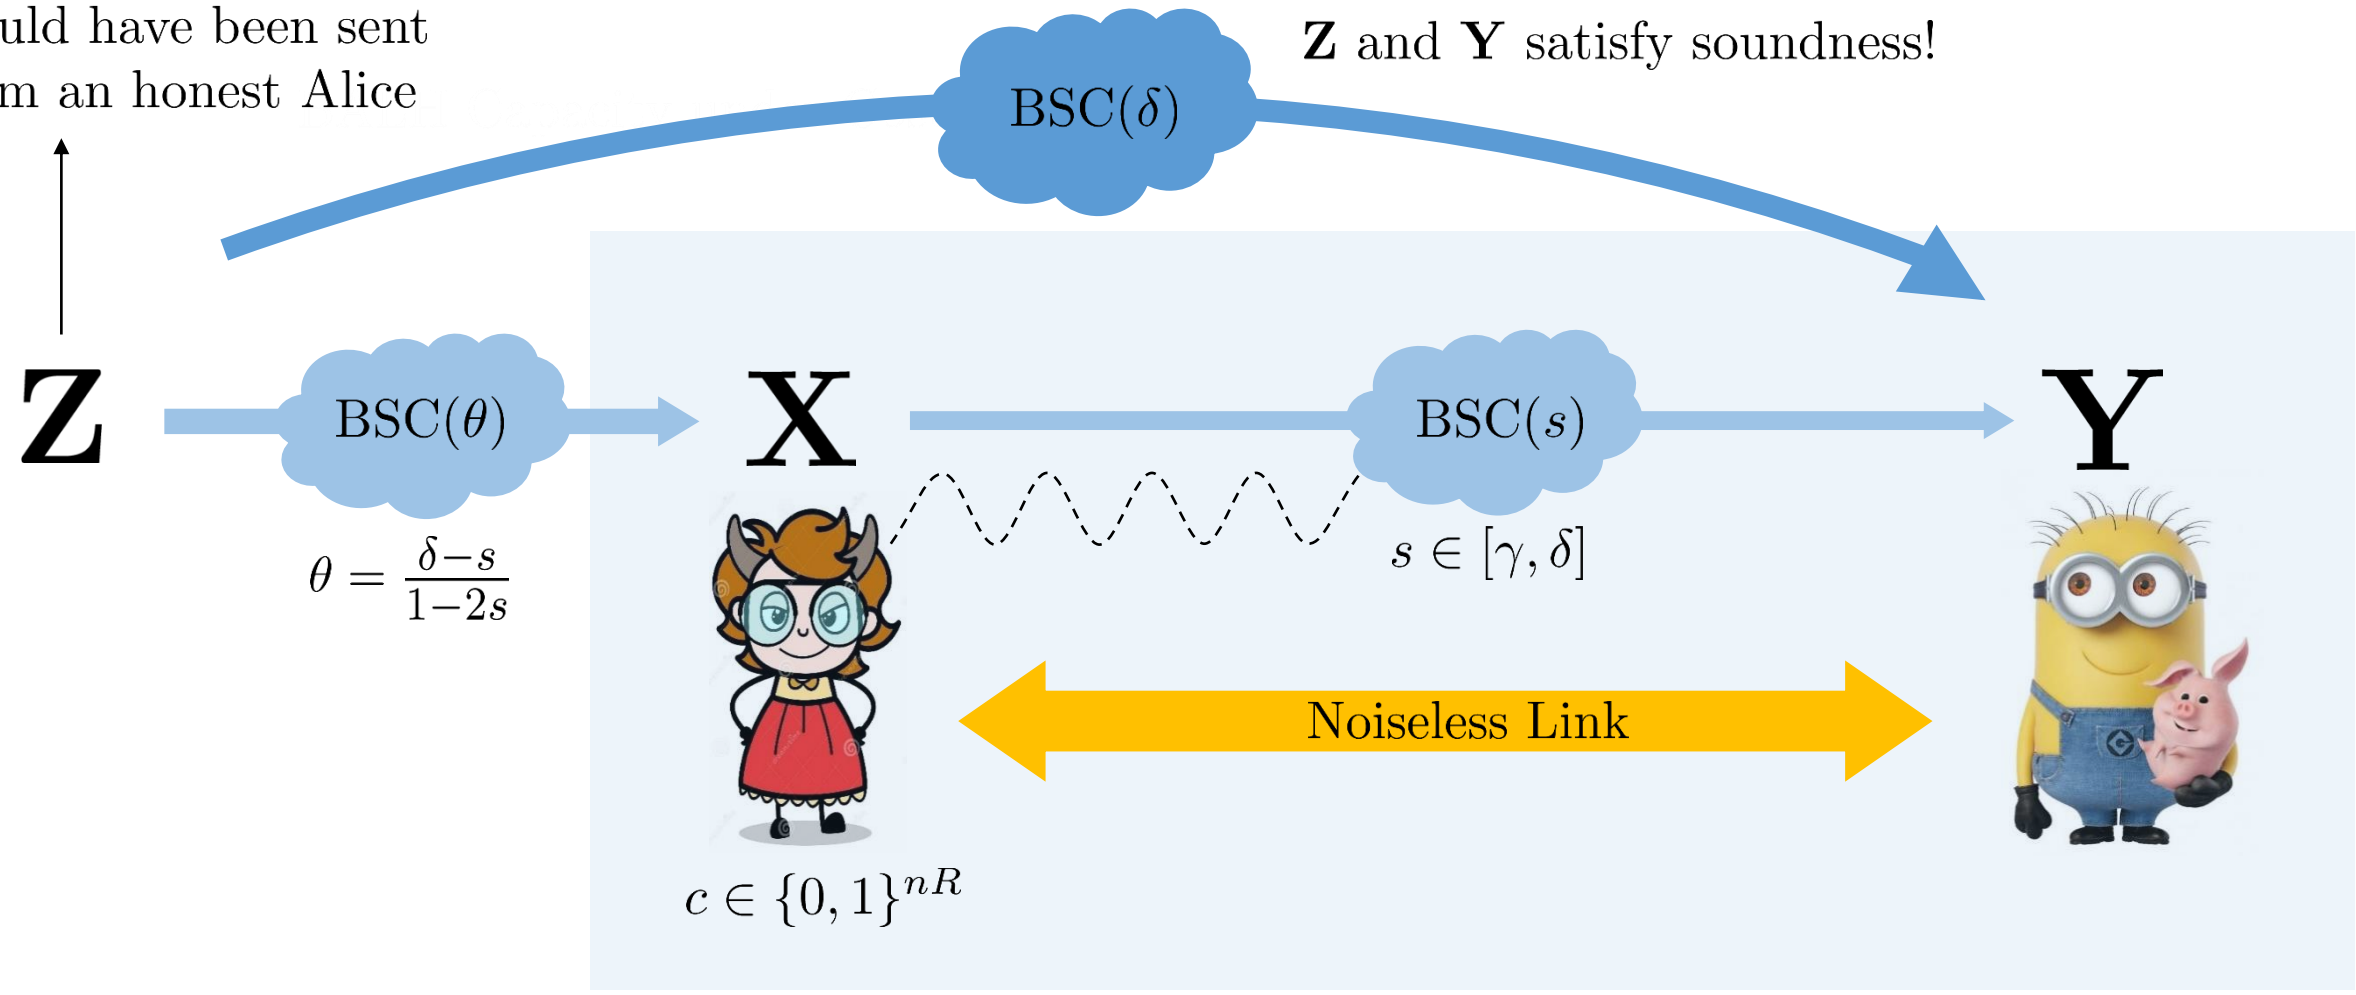 uld have been sent
m an honest Alice
Z and Y satisfy soundness!
BSC(δ)
Z
BSC(θ)
X
BSC(s)
Y
θ = \frac{δ−s}{1−2s}
s ∈ [γ, δ]
Noiseless Link
c ∈ {0, 1}^{nR}